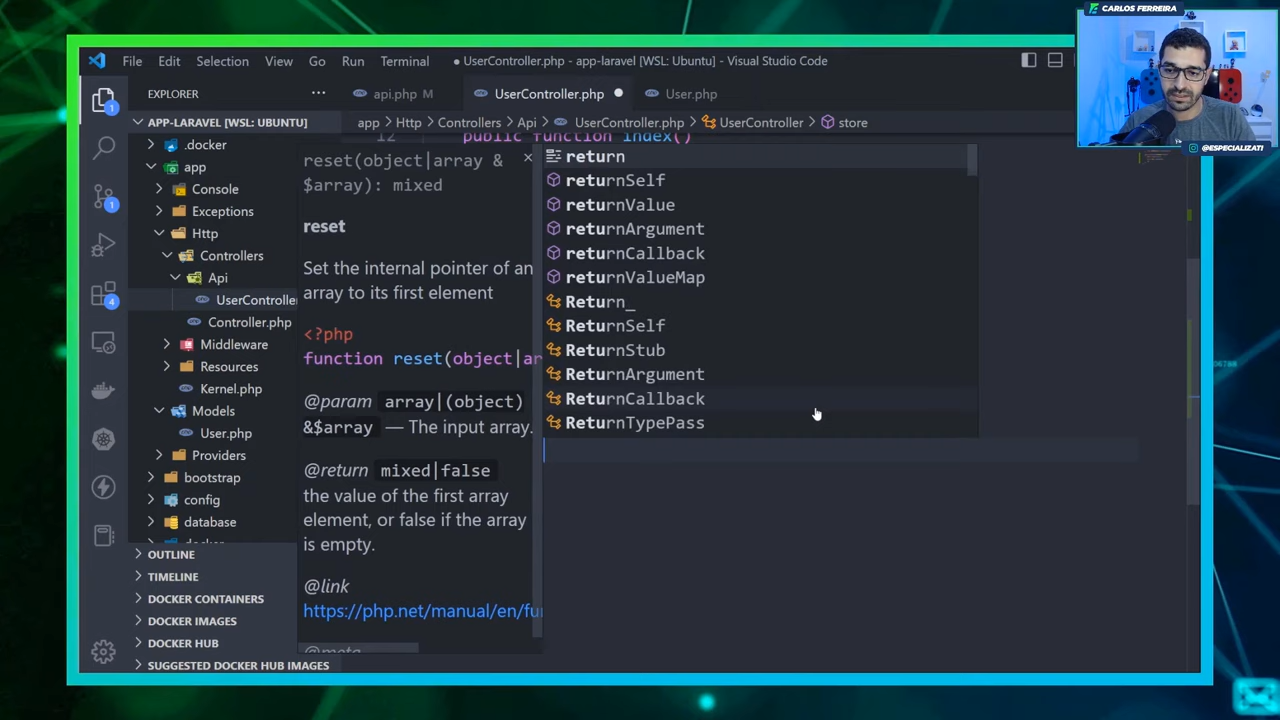 CARLOS FERREIRA
@ESPECIALIZATI
File Edit Selection View Go Run Terminal
● UserController.php - app-laravel [WSL: Ubuntu] - Visual Studio Code
EXPLORER
...
api.php M
UserController.php
User.php
APP-LARAVEL [WSL: UBUNTU]
app > Http > Controllers > Api > UserController.php > UserController > store
.docker
app
Console
Exceptions
Http
Controllers
Api
UserController
Controller.php
Middleware
Resources
Kernel.php
Models
User.php
Providers
bootstrap
config
database
OUTLINE
TIMELINE
DOCKER CONTAINERS
DOCKER IMAGES
DOCKER HUB
SUGGESTED DOCKER HUB IMAGES
1
1
4
12 public function index()
reset(object|array &
$array): mixed
reset
Set the internal pointer of an
array to its first element
<?php
function reset(object|ar
@param array|(object)
&$array — The input array.
@return mixed|false
the value of the first array
element, or false if the array
is empty.
@link
https://php.net/manual/en/fu
@meta
return
returnSelf
returnValue
returnArgument
returnCallback
returnValueMap
Return_
ReturnSelf
ReturnStub
ReturnArgument
ReturnCallback
ReturnTypePass